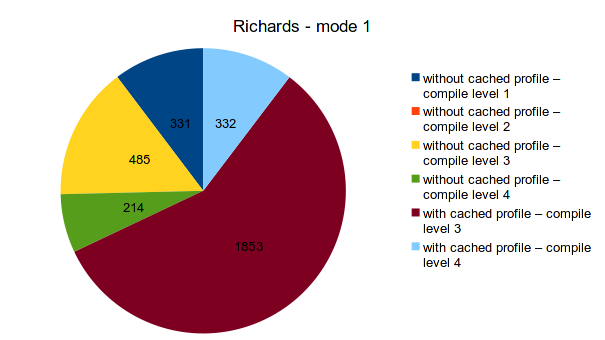 Richards - mode 1
331
332
485
214
1853
without cached profile –
compile level 1
without cached profile –
compile level 2
without cached profile –
compile level 3
without cached profile –
compile level 4
with cached profile – compile
level 3
with cached profile – compile
level 4